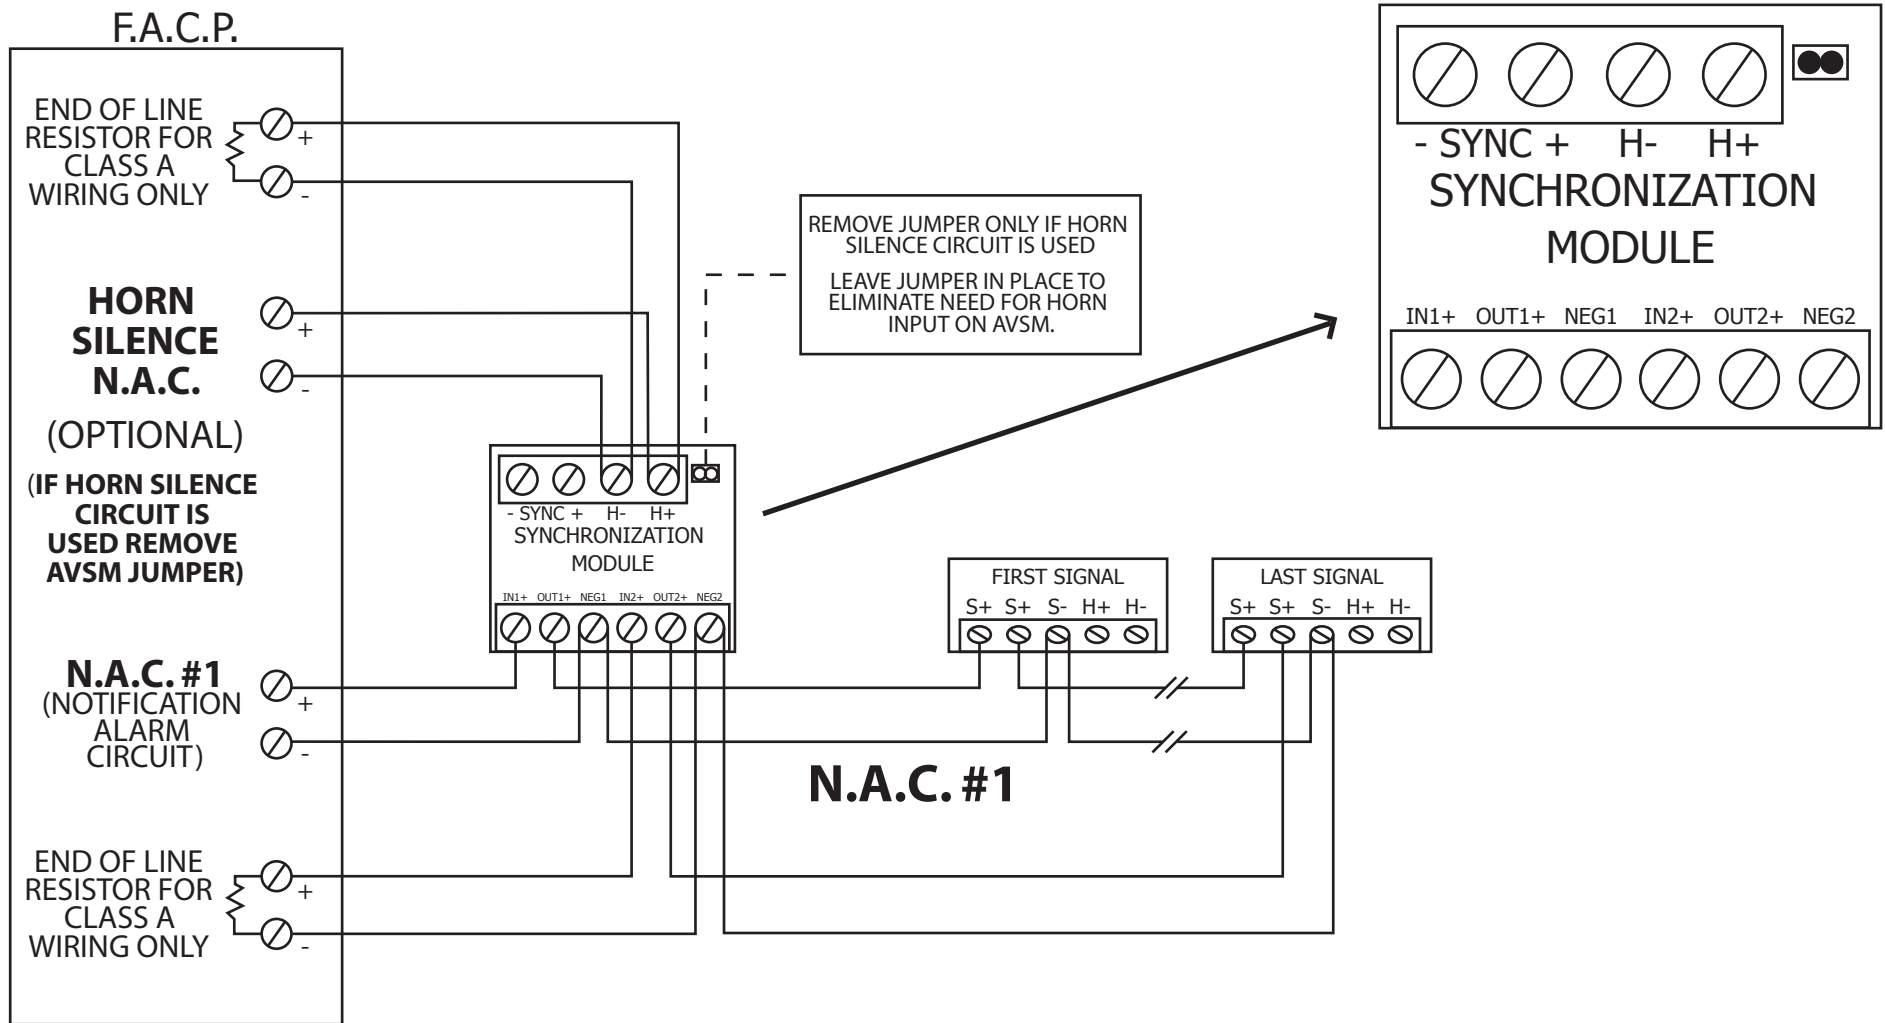 F.A.C.P.
END OF LINE
RESISTOR FOR
CLASS A
WIRING ONLY
+
-
HORN
SILENCE
N.A.C.
(OPTIONAL)
(IF HORN SILENCE
CIRCUIT IS
USED REMOVE
AVSM JUMPER)
+
-
N.A.C. #1
(NOTIFICATION
ALARM
CIRCUIT)
+
-
END OF LINE
RESISTOR FOR
CLASS A
WIRING ONLY
+
-
REMOVE JUMPER ONLY IF HORN
SILENCE CIRCUIT IS USED
LEAVE JUMPER IN PLACE TO
ELIMINATE NEED FOR HORN
INPUT ON AVSM.
- SYNC + H- H+
SYNCHRONIZATION
MODULE
IN1+ OUT1+ NEG1 IN2+ OUT2+ NEG2
FIRST SIGNAL
S+ S+ S- H+ H-
LAST SIGNAL
S+ S+ S- H+ H-
N.A.C. #1
- SYNC + H- H+
SYNCHRONIZATION
MODULE
IN1+ OUT1+ NEG1 IN2+ OUT2+ NEG2